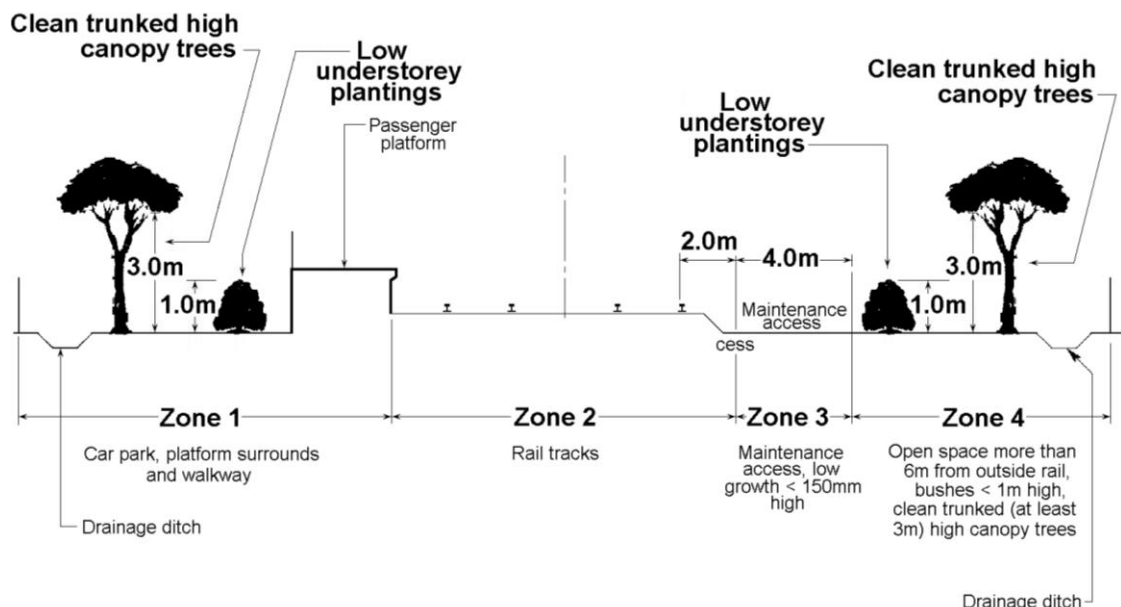 Clean trunked high
canopy trees
Low
understorey
plantings
Passenger
platform
Clean trunked high
canopy trees
Low
understorey
plantings
3.0m
1.0m
2.0m
4.0m
Maintenance
access
cess
3.0m
1.0m
Zone 1
Zone 2
Zone 3
Zone 4
Car park, platform surrounds
and walkway
Rail tracks
Maintenance
access, low
growth < 150mm
high
Open space more than
6m from outside rail,
bushes < 1m high,
clean trunked (at least
3m) high canopy trees
Drainage ditch
Drainage ditch